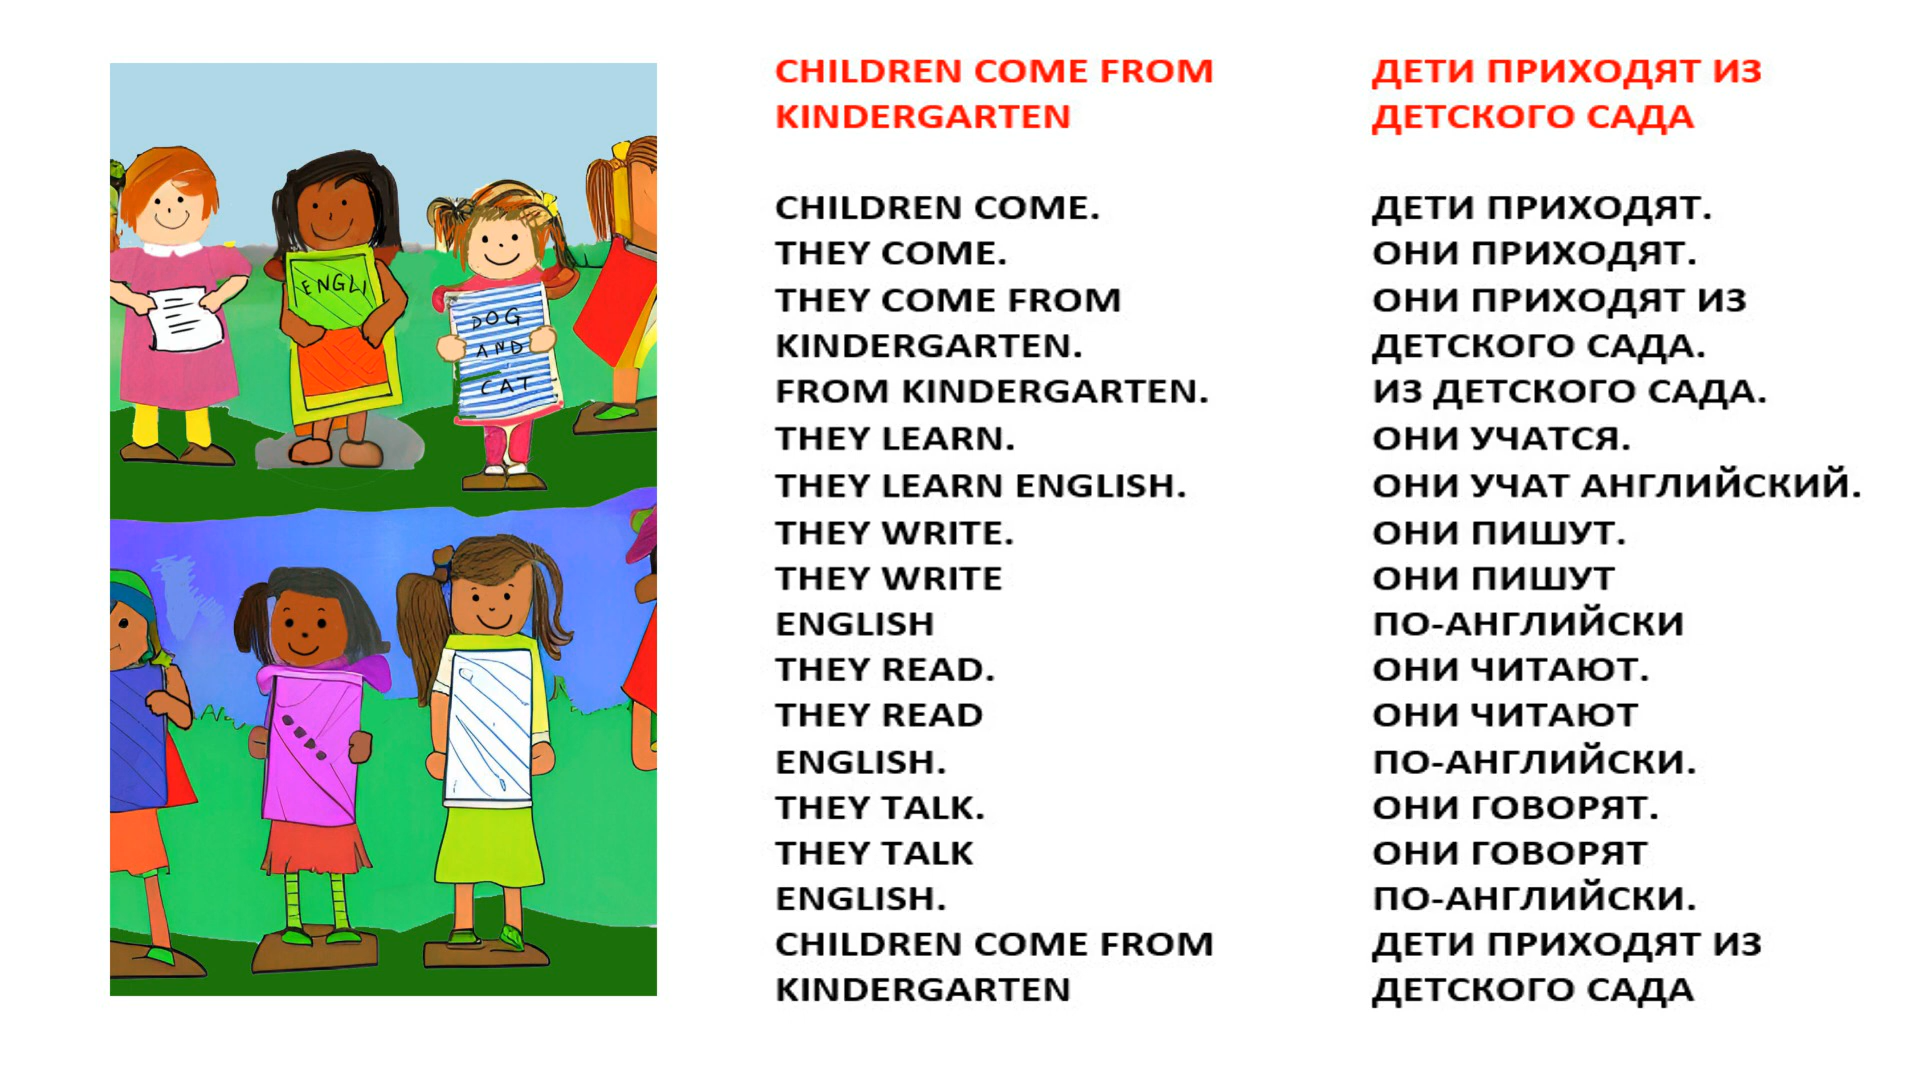 ENGLI
DOG
AND
CAT
CHILDREN COME FROM
KINDERGARTEN
CHILDREN COME.
THEY COME.
THEY COME FROM
KINDERGARTEN.
FROM KINDERGARTEN.
THEY LEARN.
THEY LEARN ENGLISH.
THEY WRITE.
THEY WRITE
ENGLISH
THEY READ.
THEY READ
ENGLISH.
THEY TALK.
THEY TALK
ENGLISH.
CHILDREN COME FROM
KINDERGARTEN
ДЕТИ ПРИХОДЯТ ИЗ
ДЕТСКОГО САДА
ДЕТИ ПРИХОДЯТ.
ОНИ ПРИХОДЯТ.
ОНИ ПРИХОДЯТ ИЗ
ДЕТСКОГО САДА.
ИЗ ДЕТСКОГО САДА.
ОНИ УЧАТСЯ.
ОНИ УЧАТ АНГЛИЙСКИЙ.
ОНИ ПИШУТ.
ОНИ ПИШУТ
ПО-АНГЛИЙСКИ
ОНИ ЧИТАЮТ.
ОНИ ЧИТАЮТ
ПО-АНГЛИЙСКИ.
ОНИ ГОВОРЯТ.
ОНИ ГОВОРЯТ
ПО-АНГЛИЙСКИ.
ДЕТИ ПРИХОДЯТ ИЗ
ДЕТСКОГО САДА